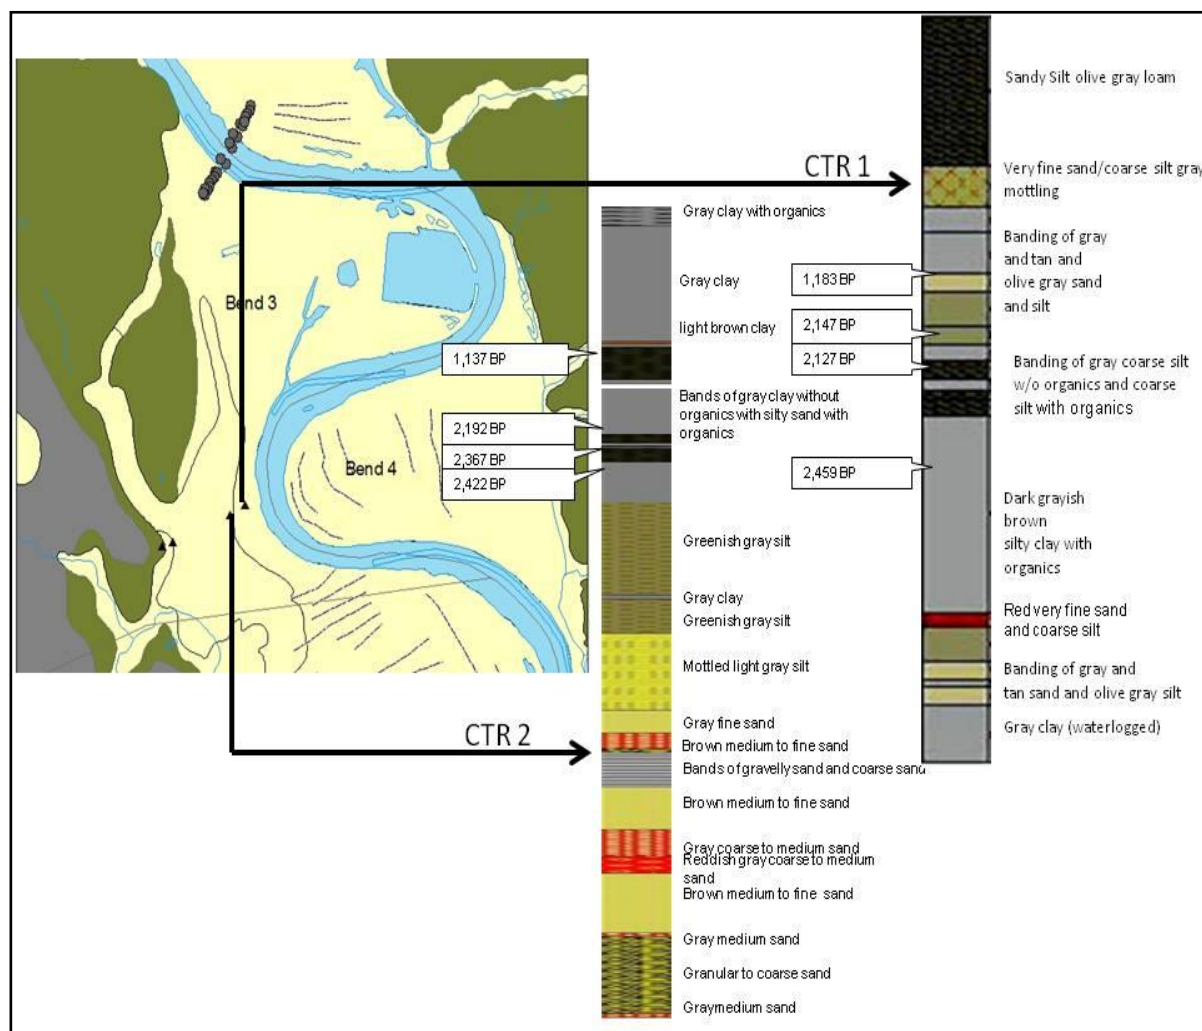 Bend 3
Bend 4
CTR 1
CTR 2
Gray clay with organics
Gray clay
light brown clay
1,137 BP
Bands of gray clay without
organics with silty sand with
organics
2,192 BP
2,367 BP
2,422 BP
Greenish gray silt
Gray clay
Greenish gray silt
Mottled light gray silt
Gray fine sand
Brown medium to fine sand
Bands of gravelly sand and coarse sand
Brown medium to fine sand
Gray coarse to medium sand
Reddish gray coarse to medium
sand
Brown medium to fine sand
Gray medium sand
Granular to coarse sand
Gray medium sand
Sandy Silt olive gray loam
Very fine sand/coarse silt gray
mottling
Banding of gray
and tan and
olive gray sand
and silt
1,183 BP
2,147 BP
2,127 BP
Banding of gray coarse silt
w/o organics and coarse
silt with organics
2,459 BP
Dark grayish
brown
silty clay with
organics
Red very fine sand
and coarse silt
Banding of gray and
tan sand and olive gray silt
Gray clay (waterlogged)